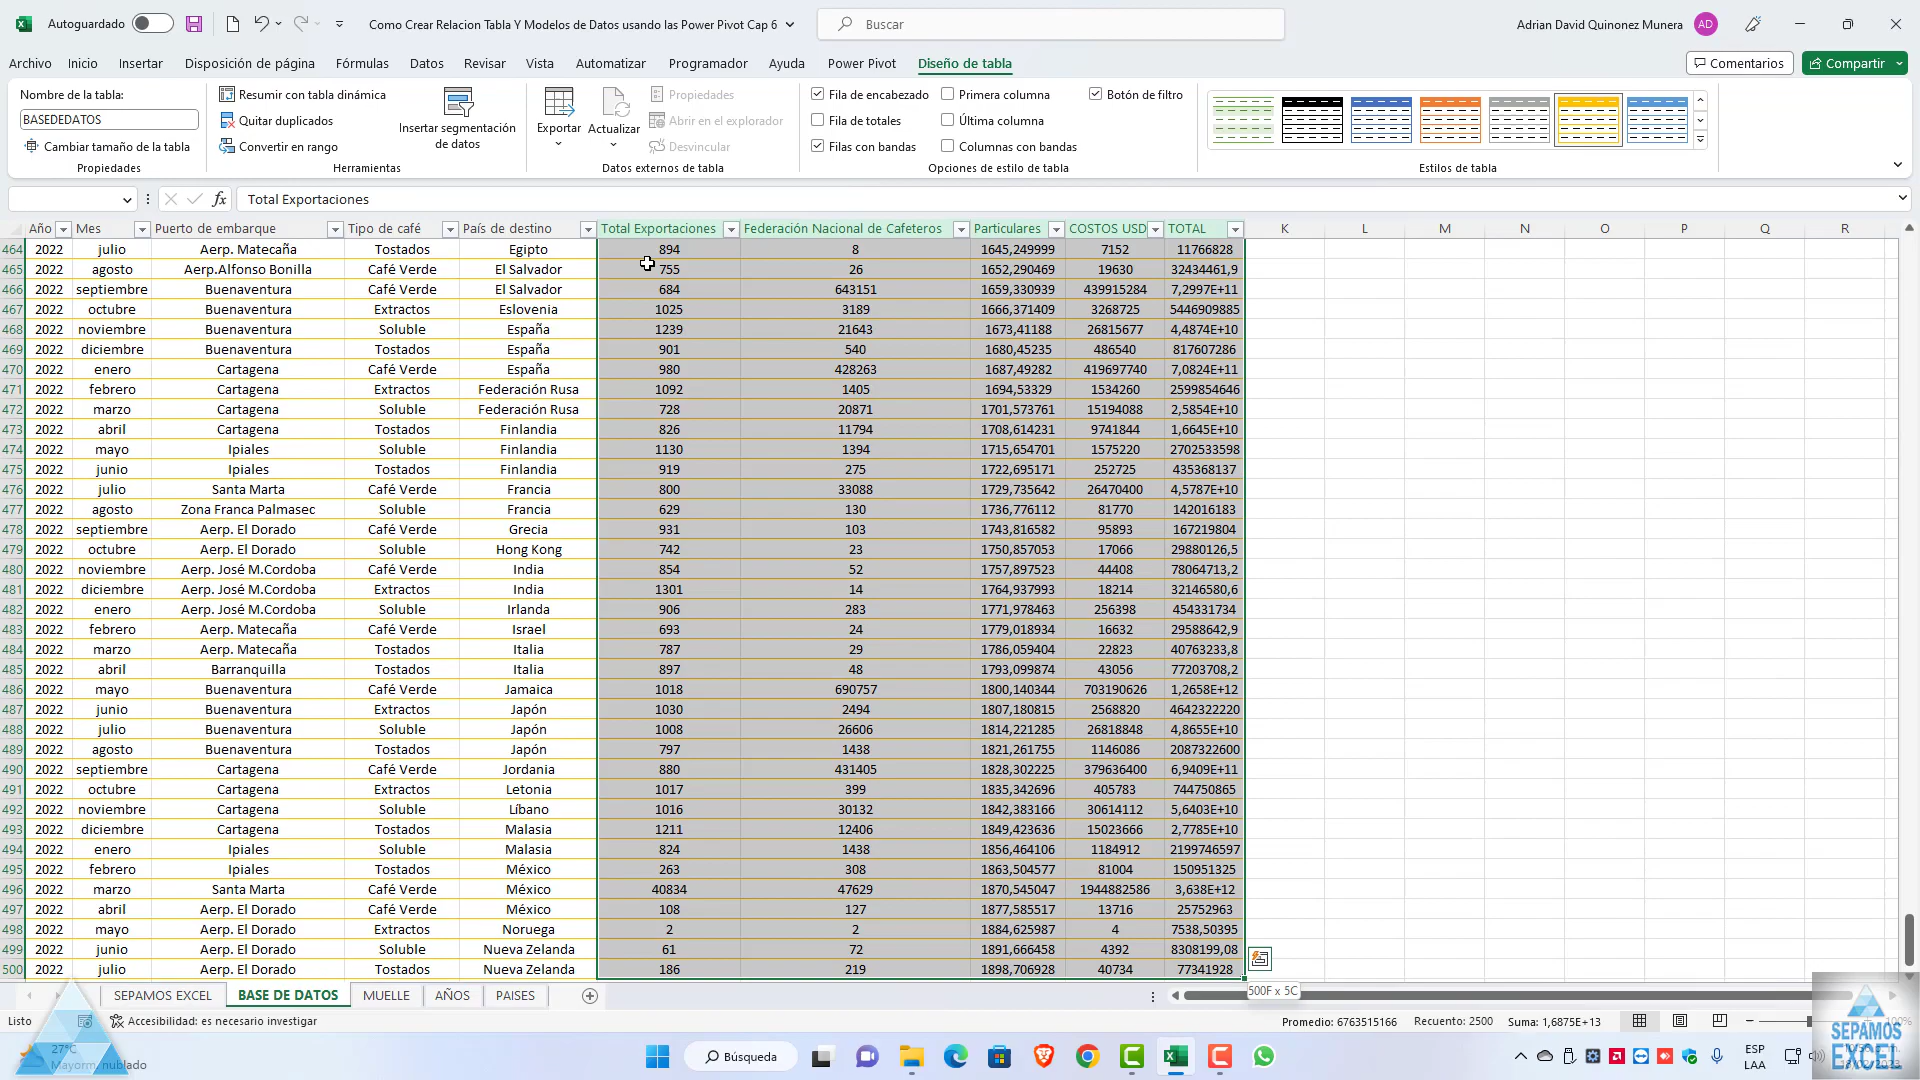 Autoguardado
Como Crear Relacion Tabla Y Modelos de Datos usando las Power Pivot Cap 6
Buscar
Adrian David Quinonez Munera
AD
Archivo Inicio Insertar Disposición de página Fórmulas Datos Revisar Vista Automatizar Programador Ayuda Power Pivot Diseño de tabla
Comentarios
Compartir
Nombre de la tabla:
BASEDEDATOS
Cambiar tamaño de la tabla
Propiedades
Resumir con tabla dinámica
Quitar duplicados
Convertir en rango
Insertar segmentación
de datos
Herramientas
Exportar
Actualizar
Propiedades
Abrir en el explorador
Desvincular
Datos externos de tabla
Fila de encabezado Primera columna Botón de filtro
Fila de totales Última columna
Filas con bandas Columnas con bandas
Opciones de estilo de tabla
Estilos de tabla
fx Total Exportaciones
Año Mes Puerto de embarque Tipo de café País de destino Total Exportaciones Federación Nacional de Cafeteros Particulares COSTOS USD TOTAL K L M N O P Q R
464 2022 julio Aerp. Matecaña Tostados Egipto 894 8 1645,249999 7152 11766828
465 2022 agosto Aerp.Alfonso Bonilla Café Verde El Salvador 755 26 1652,290469 19630 32434461,9
466 2022 septiembre Buenaventura Café Verde El Salvador 684 643151 1659,330939 439915284 7,2997E+11
467 2022 octubre Buenaventura Extractos Eslovenia 1025 3189 1666,371409 3268725 5446909885
468 2022 noviembre Buenaventura Soluble España 1239 21643 1673,41188 26815677 4,4874E+10
469 2022 diciembre Buenaventura Tostados España 901 540 1680,45235 486540 817607286
470 2022 enero Cartagena Café Verde España 980 428263 1687,49282 419697740 7,0824E+11
471 2022 febrero Cartagena Extractos Federación Rusa 1092 1405 1694,53329 1534260 2599854646
472 2022 marzo Cartagena Soluble Federación Rusa 728 20871 1701,573761 15194088 2,5854E+10
473 2022 abril Cartagena Tostados Finlandia 826 11794 1708,614231 9741844 1,6645E+10
474 2022 mayo Ipiales Soluble Finlandia 1130 1394 1715,654701 1575220 2702533598
475 2022 junio Ipiales Tostados Finlandia 919 275 1722,695171 252725 435368137
476 2022 julio Santa Marta Café Verde Francia 800 33088 1729,735642 26470400 4,5787E+10
477 2022 agosto Zona Franca Palmasec Soluble Francia 629 130 1736,776112 81770 142016183
478 2022 septiembre Aerp. El Dorado Café Verde Grecia 931 103 1743,816582 95893 167219804
479 2022 octubre Aerp. El Dorado Soluble Hong Kong 742 23 1750,857053 17066 29880126,5
480 2022 noviembre Aerp. José M.Cordoba Café Verde India 854 52 1757,897523 44408 78064713,2
481 2022 diciembre Aerp. José M.Cordoba Extractos India 1301 14 1764,937993 18214 32146580,6
482 2022 enero Aerp. José M.Cordoba Soluble Irlanda 906 283 1771,978463 256398 454331734
483 2022 febrero Aerp. Matecaña Café Verde Israel 693 24 1779,018934 16632 29588642,9
484 2022 marzo Aerp. Matecaña Tostados Italia 787 29 1786,059404 22823 40763233,8
485 2022 abril Barranquilla Tostados Italia 897 48 1793,099874 43056 77203708,2
486 2022 mayo Buenaventura Café Verde Jamaica 1018 690757 1800,140344 703190626 1,2658E+12
487 2022 junio Buenaventura Extractos Japón 1030 2494 1807,180815 2568820 4642322220
488 2022 julio Buenaventura Soluble Japón 1008 26606 1814,221285 26818848 4,8655E+10
489 2022 agosto Buenaventura Tostados Japón 797 1438 1821,261755 1146086 2087322600
490 2022 septiembre Cartagena Café Verde Jordania 880 431405 1828,302225 379636400 6,9409E+11
491 2022 octubre Cartagena Extractos Letonia 1017 399 1835,342696 405783 744750865
492 2022 noviembre Cartagena Soluble Líbano 1016 30132 1842,383166 30614112 5,6403E+10
493 2022 diciembre Cartagena Tostados Malasia 1211 12406 1849,423636 15023666 2,7785E+10
494 2022 enero Ipiales Soluble Malasia 824 1438 1856,464106 1184912 2199746597
495 2022 febrero Ipiales Tostados México 263 308 1863,504577 81004 150951325
496 2022 marzo Santa Marta Café Verde México 40834 47629 1870,545047 1944882586 3,638E+12
497 2022 abril Aerp. El Dorado Café Verde México 108 127 1877,585517 13716 25752963
498 2022 mayo Aerp. El Dorado Extractos Noruega 2 2 1884,625987 4 7538,50395
499 2022 junio Aerp. El Dorado Soluble Nueva Zelanda 61 72 1891,666458 4392 8308199,08
500 2022 julio Aerp. El Dorado Tostados Nueva Zelanda 186 219 1898,706928 40734 77341928
500F x 5C
SEPAMOS EXCEL BASE DE DATOS MUELLE AÑOS PAISES
Listo
Accesibilidad: es necesario investigar
Promedio: 6763515166 Recuento: 2500 Suma: 1,6875E+13
100%
27°C
Mayorm. nublado
Búsqueda
ESP
LAA
SEPAMOS
EXCEL